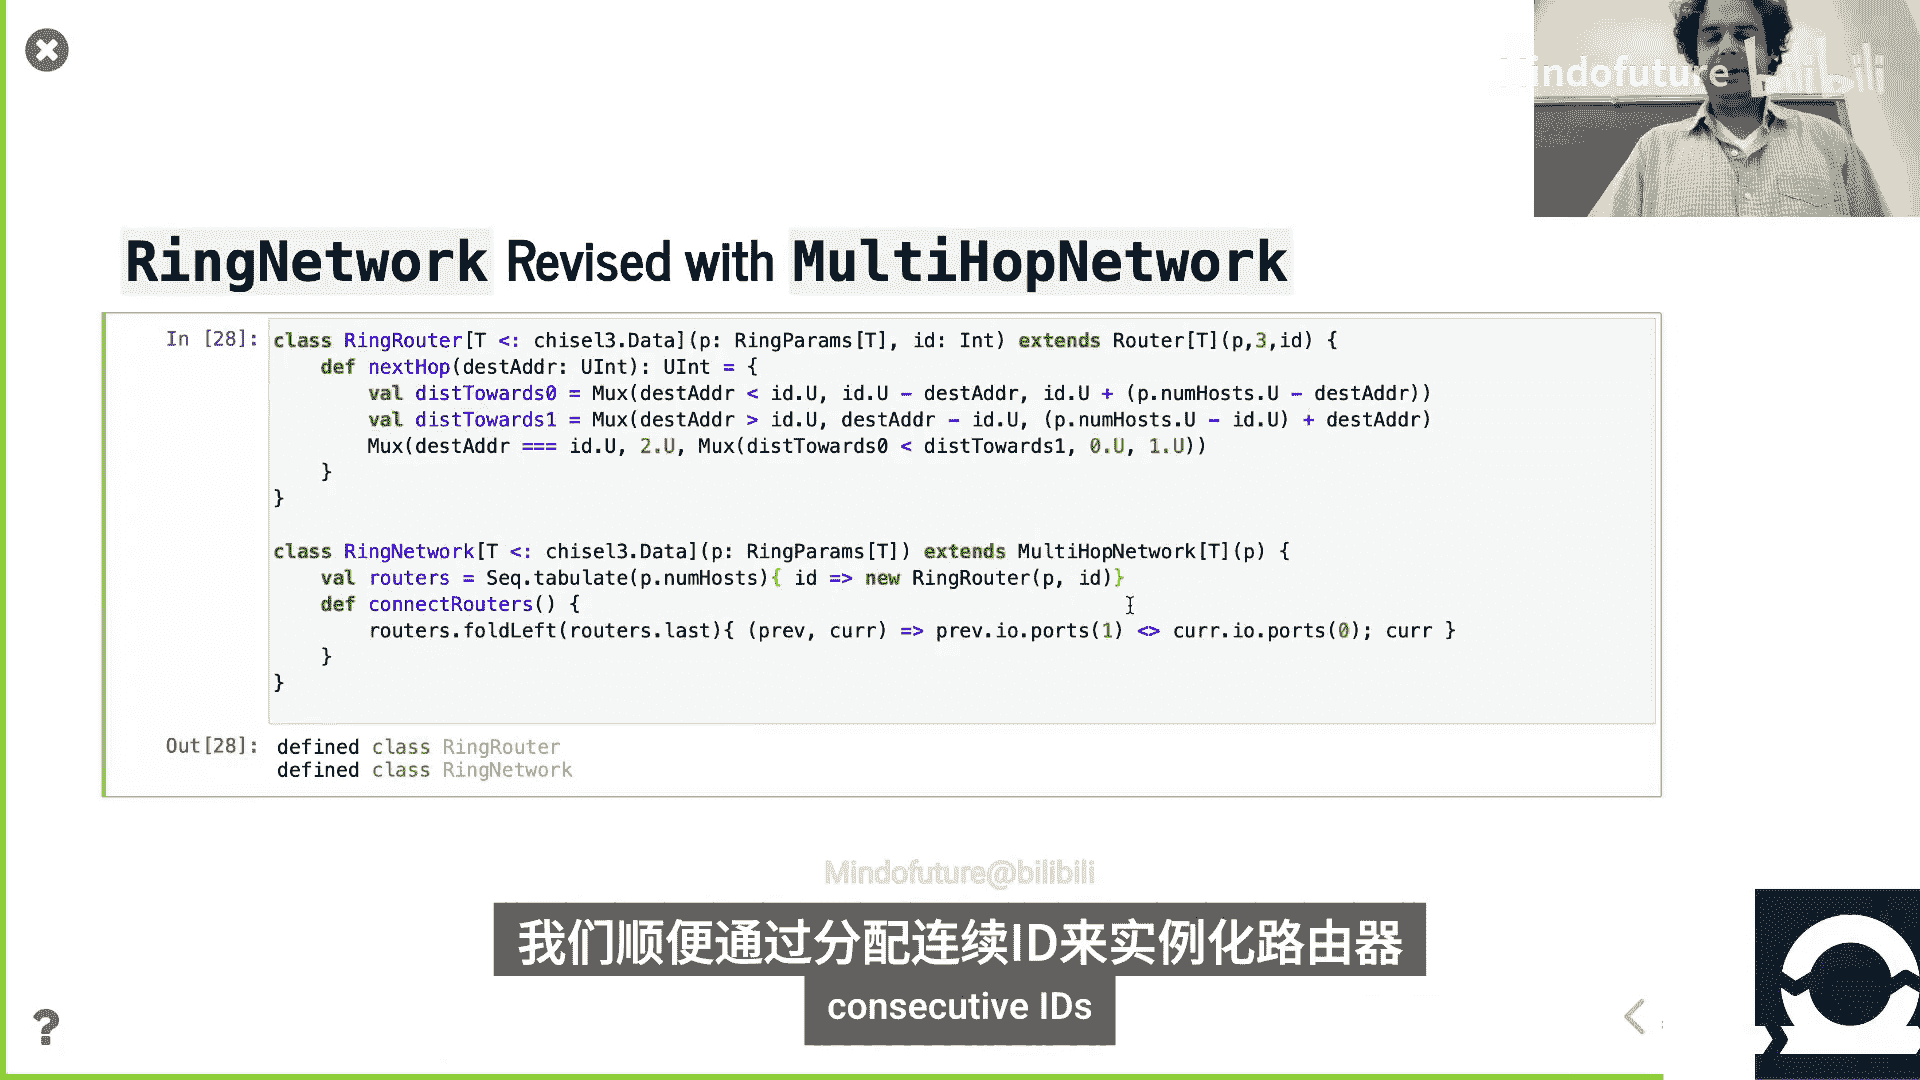 Mindofuture bilibili
RingNetwork Revised with MultiHopNetwork
In [28]: class RingRouter[T <: chisel3.Data](p: RingParams[T], id: Int) extends Router[T](p,3,id) {
def nextHop(destAddr: UInt): UInt = {
val distTowards0 = Mux(destAddr < id.U, id.U - destAddr, id.U + (p.numHosts.U - destAddr))
val distTowards1 = Mux(destAddr > id.U, destAddr - id.U, (p.numHosts.U - id.U) + destAddr)
Mux(destAddr === id.U, 2.U, Mux(distTowards0 < distTowards1, 0.U, 1.U))
}
}
class RingNetwork[T <: chisel3.Data](p: RingParams[T]) extends MultiHopNetwork[T](p) {
val routers = Seq.tabulate(p.numHosts){ id => new RingRouter(p, id)}
def connectRouters() {
routers.foldLeft(routers.last){ (prev, curr) => prev.io.ports(1) <> curr.io.ports(0); curr }
}
}
Out[28]: defined class RingRouter
defined class RingNetwork
Mindofuture@bilibili
我们顺便通过分配连续ID来实例化路由器
consecutive IDs
?